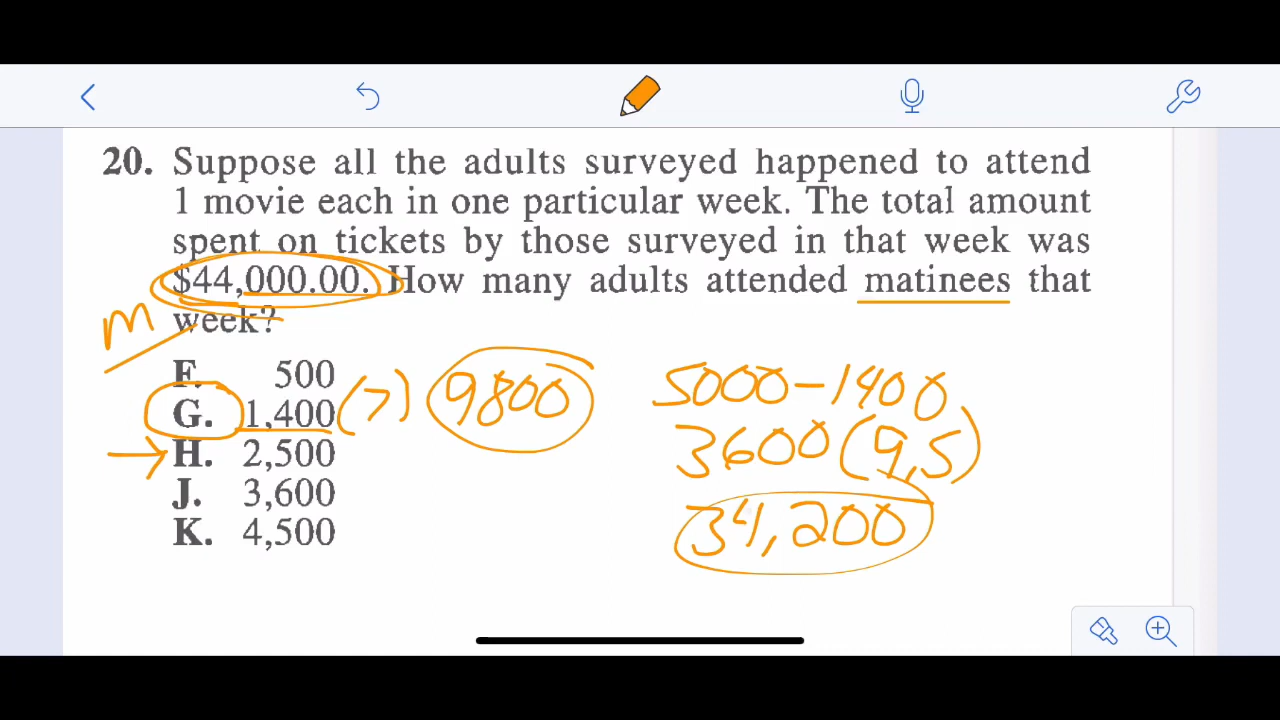 20. Suppose all the adults surveyed happened to attend
1 movie each in one particular week. The total amount
spent on tickets by those surveyed in that week was
$44,000.00. How many adults attended matinees that
week?
m
F. 500
G. 1,400 (7) 9800
H. 2,500
J. 3,600
K. 4,500
5000-1400
3600(9.5)
34,200